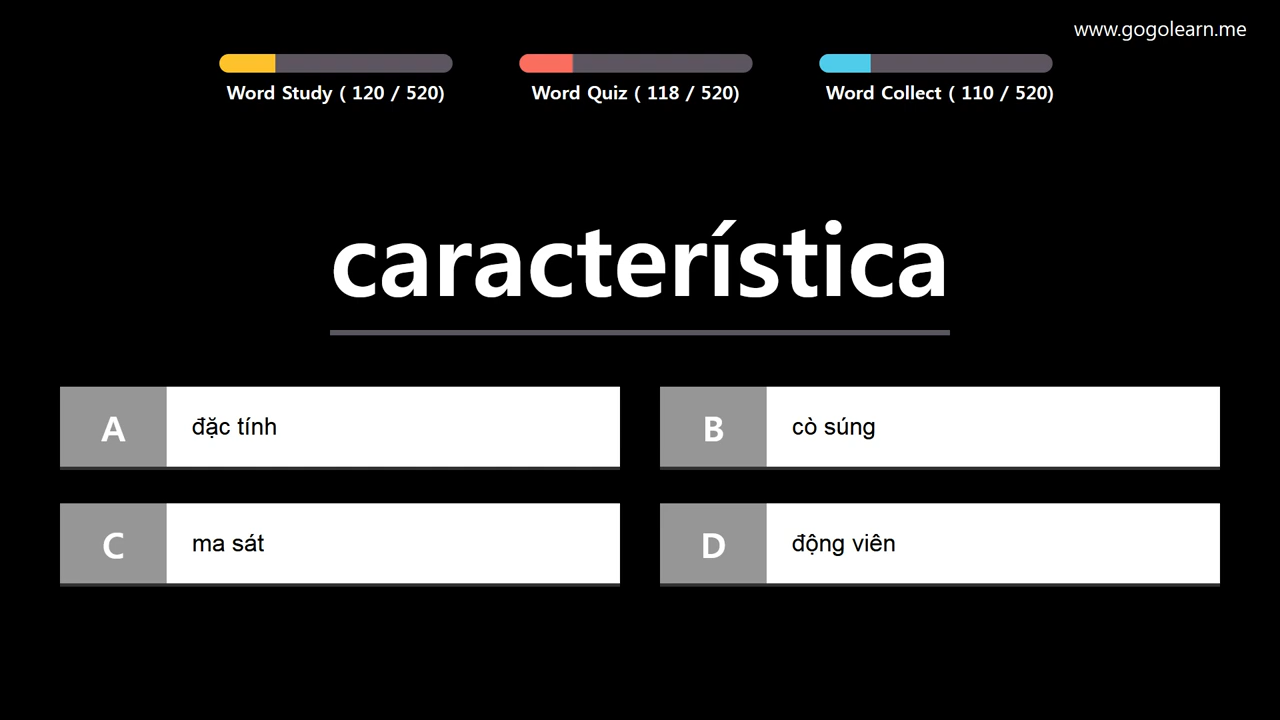 www.gogolearn.me
Word Study ( 120 / 520)
Word Quiz ( 118 / 520)
Word Collect ( 110 / 520)
característica
A
đặc tính
B
cò súng
C
ma sát
D
động viên